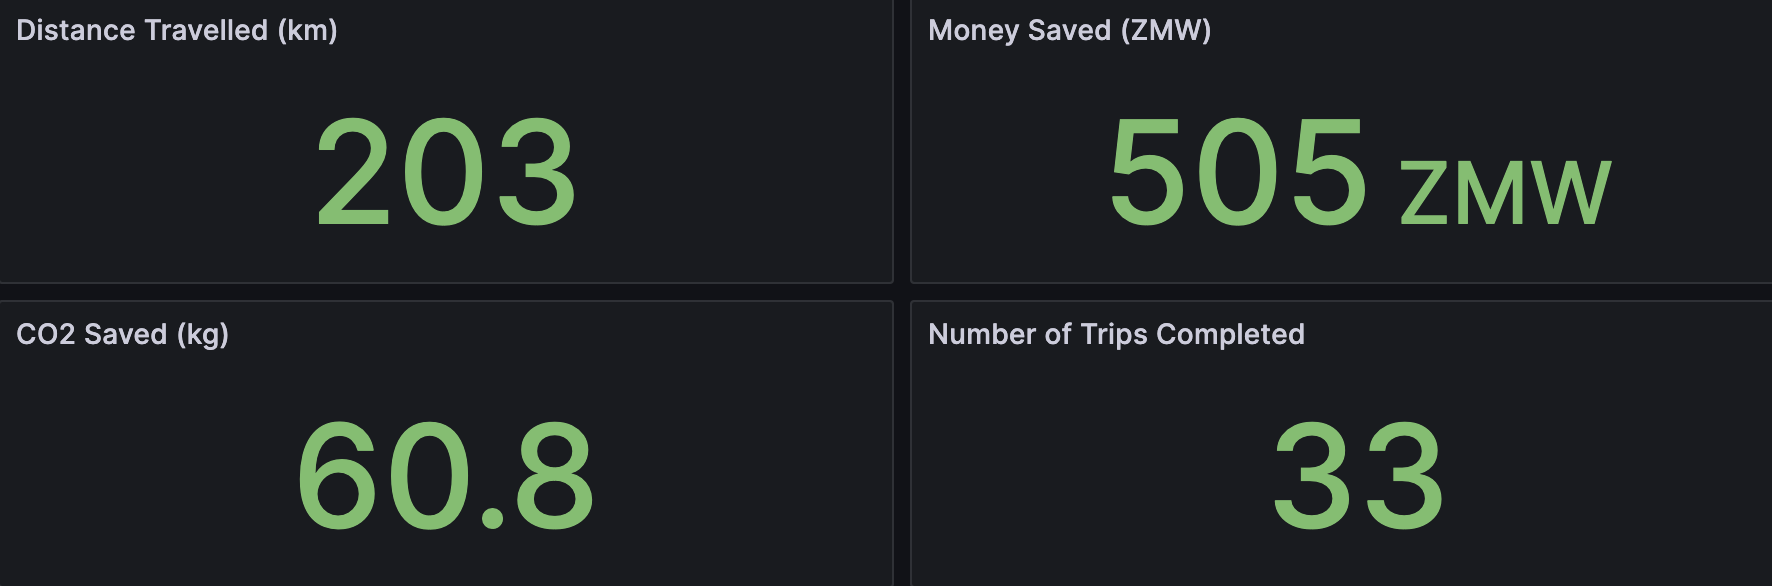 Distance Travelled (km)
203
Money Saved (ZMW)
505 ZMW
CO2 Saved (kg)
60.8
Number of Trips Completed
33